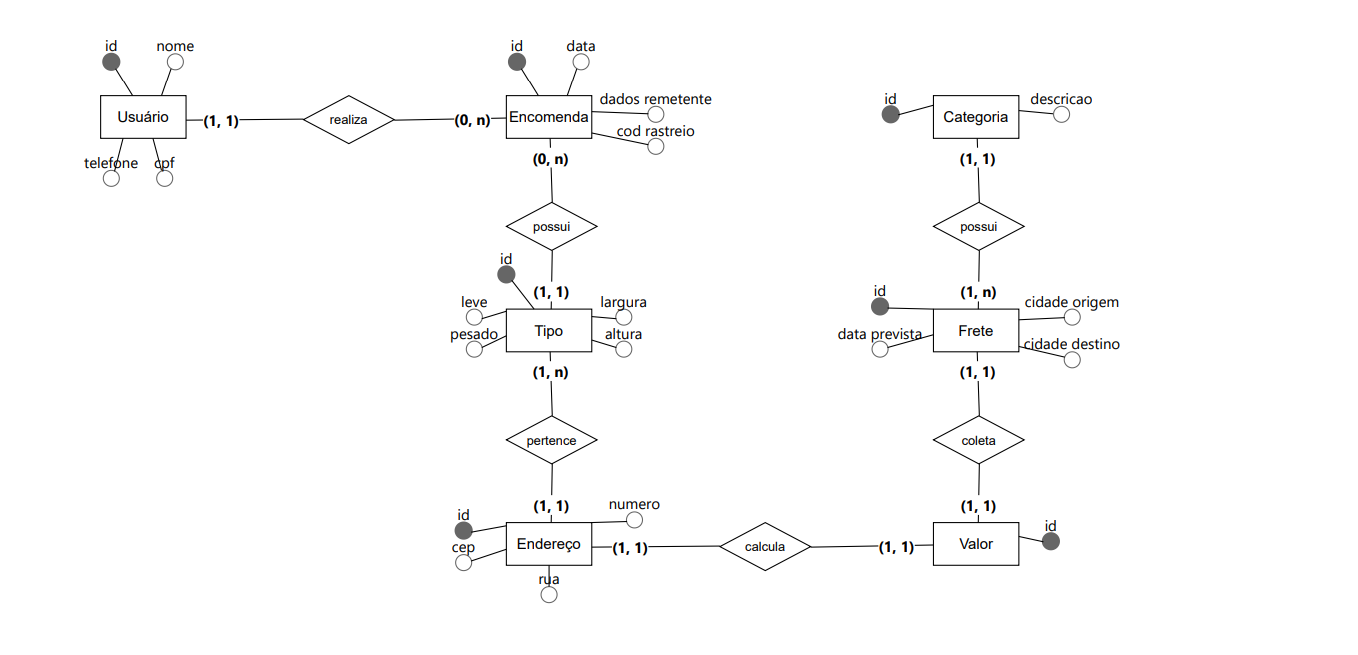 id
nome
id
data
Usuário
(1, 1)
realiza
(0, n)
Encomenda
dados remetente
cod rastreio
id
Categoria
descricao
telefone
cpf
(0, n)
(1, 1)
possui
possui
id
(1, 1)
leve
largura
pesado
Tipo
altura
(1, n)
id
(1, n)
cidade origem
data prevista
Frete
cidade destino
(1, 1)
pertence
coleta
(1, 1)
numero
id
cep
Endereço
(1, 1)
calcula
(1, 1)
(1, 1)
Valor
id
rua